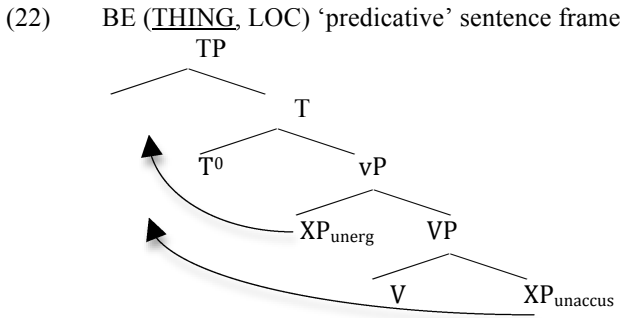 (22) BE (THING, LOC) ‘predicative’ sentence frame
TP
T
T⁰ vP
XPunerg VP
V XPunaccus